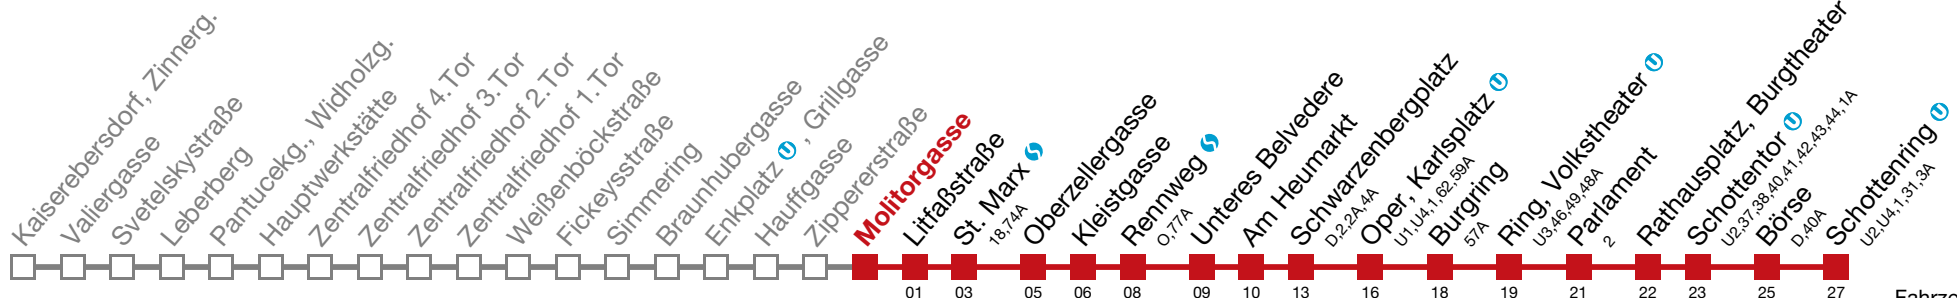 Kaiserebersdorf, Zinnerg.
Valiergasse
Svetelskystraße
Leberberg
Pantucekg., Widholzg.
Hauptwerkstätte
Zentralfriedhof 4.Tor
Zentralfriedhof 3.Tor
Zentralfriedhof 2.Tor
Zentralfriedhof 1.Tor
Weißenböckstraße
Fickeysstraße
Simmering
Braunhubergasse
Enkplatz U , Grillgasse
Hauffgasse
Zippererstraße
Molitorgasse
Litfaßstraße
St. Marx S
18,74A
Oberzellergasse
Kleistgasse
Rennweg S
O,77A
Unteres Belvedere
Am Heumarkt
Schwarzenbergplatz
D,2,2A,4A
Oper, Karlsplatz U
U1,U4,1,62,59A
Burgring
57A
Ring, Volkstheater U
U3,46,49,48A
Parlament
2
Rathausplatz, Burgtheater
Schottentor U
U2,37,38,40,41,42,43,44,1A
Börse
D,40A
Schottenring U
U2,U4,1,31,3A
01 03 05 06 08 09 10 13 16 18 19 21 22 23 25 27